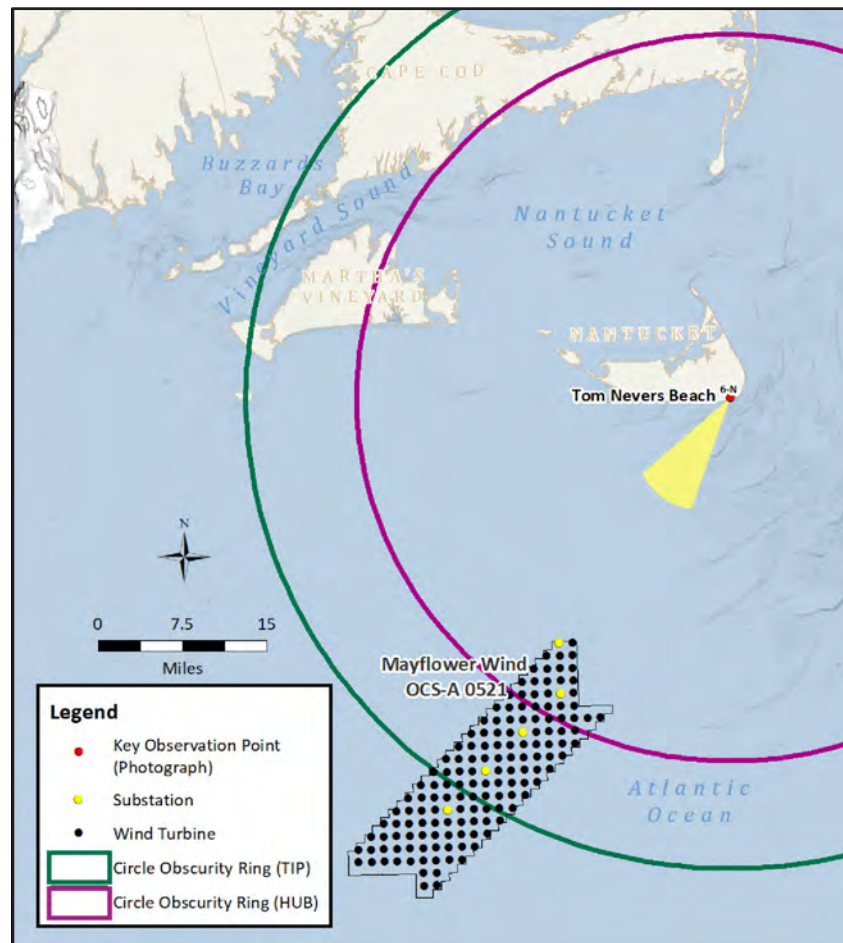 CAPE COD
Buzzards
Bay
Vineyard Sound
Nantucket
Sound
MARTHA'S
VINEYARD
NANTUCKET
Tom Nevers Beach 6-N
N
0 7.5 15
Miles
Mayflower Wind
OCS-A 0521
Atlantic
Ocean
Legend
Key Observation Point
(Photograph)
Substation
Wind Turbine
Circle Obscurity Ring (TIP)
Circle Obscurity Ring (HUB)